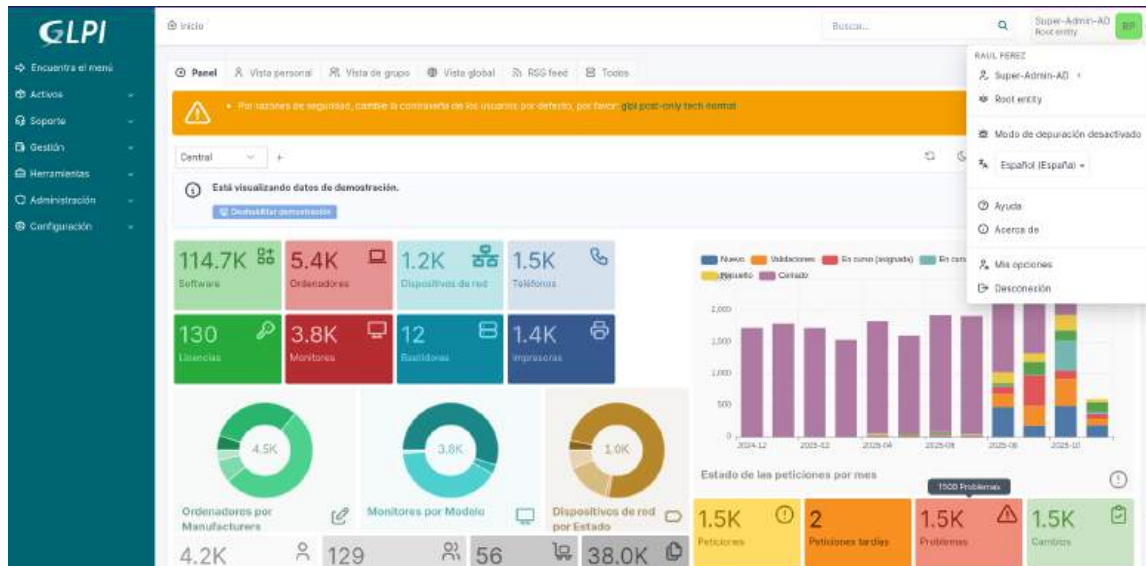 GLPI
Inicio
Buscar...
Super-Admin-AD
Root entity
RP
Encuentra el menú
Activos
Soporte
Gestión
Herramientas
Administración
Configuración
Panel
Vista personal
Vista de grupo
Vista global
RSS feed
Todos
RAUL PEREZ
Super-Admin-AD
Root entity
Modo de depuración desactivado
Español (España)
Ayuda
Acerca de
Mis opciones
Desconexión
Por razones de seguridad, cambie la contraseña de los usuarios por defecto, por favor: glpi post-only tech normal
Central
Está visualizando datos de demostración.
Deshabilitar demostración
114.7K
Software
5.4K
Ordenadores
1.2K
Dispositivos de red
1.5K
Teléfonos
130
Licencias
3.8K
Monitores
12
Bastidores
1.4K
Impresoras
4.5K
Ordenadores por
Manufacturers
3.8K
Monitores por Modelo
1.0K
Dispositivos de red
por Estado
4.2K
129
56
38.0K
Nuevo
Validaciones
En curso (asignada)
En curs
Cerrado
2,000
1,500
1,000
500
0
2024-12
2025-02
2025-04
2025-06
2025-08
2025-10
Estado de las peticiones por mes
1500 Problemas
1.5K
Peticiones
2
Peticiones tardías
1.5K
Problemas
1.5K
Cambios